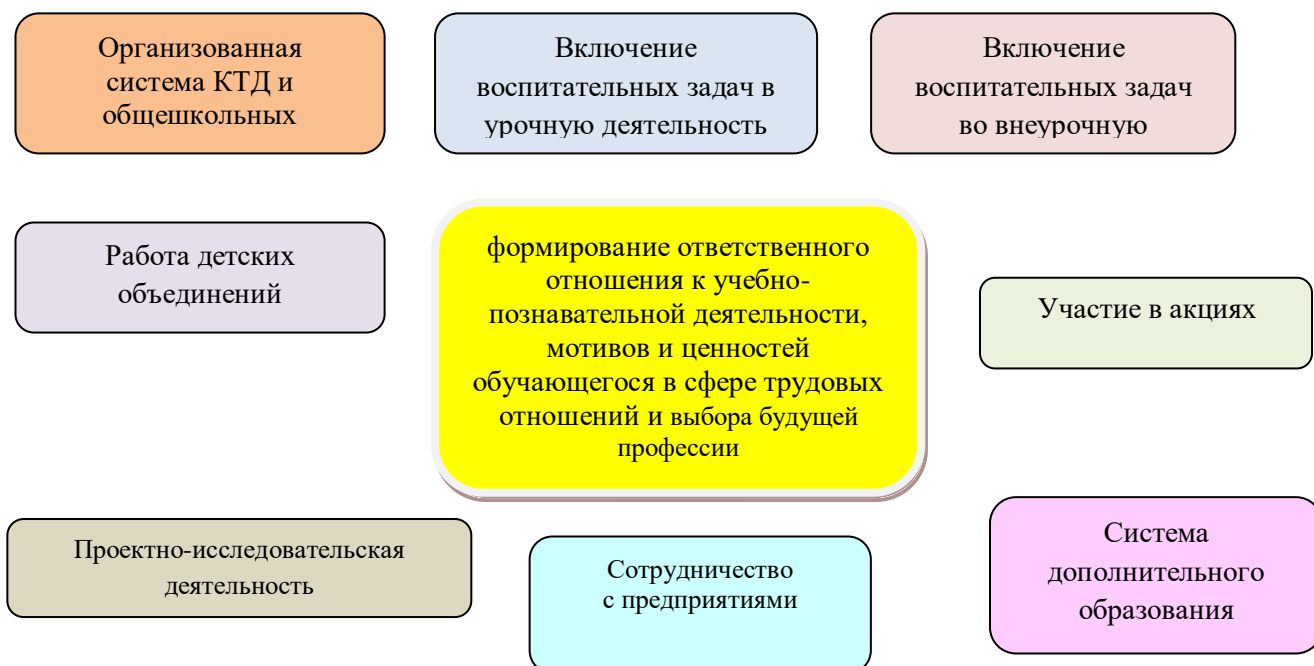 Организованная
система КТД и
общешкольных
Включение
воспитательных задач в
урочную деятельность
Включение
воспитательных задач
во внеурочную
Работа детских
объединений
формирование ответственного
отношения к учебно-
познавательной деятельности,
мотивов и ценностей
обучающегося в сфере трудовых
отношений и выбора будущей
профессии
Участие в акциях
Проектно-исследовательская
деятельность
Сотрудничество
с предприятиями
Система
дополнительного
образования